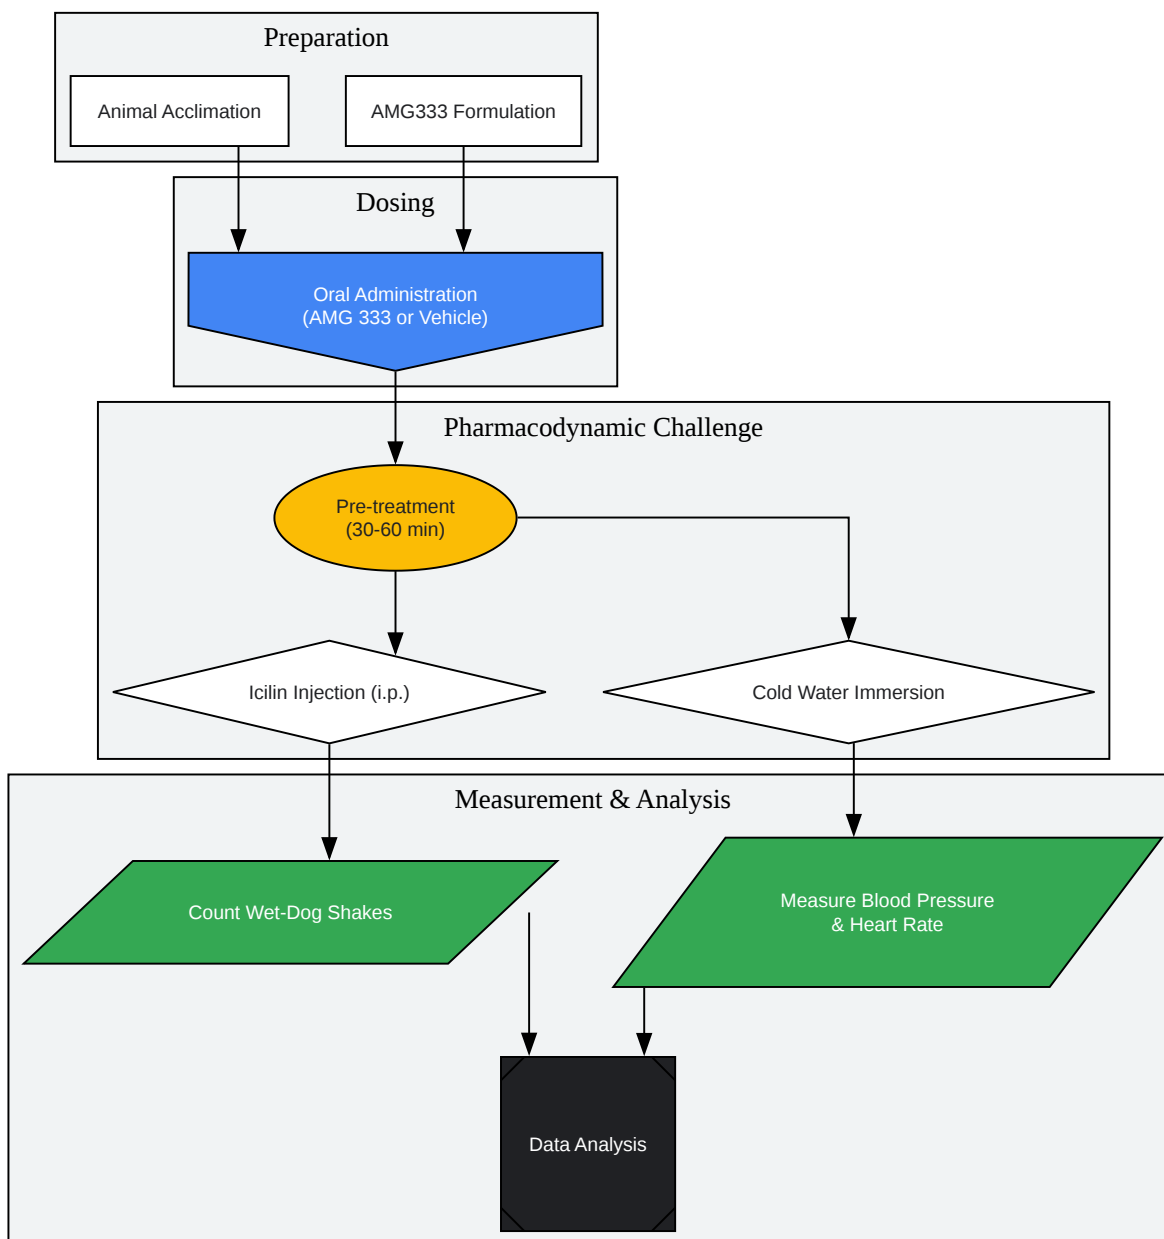 Preparation
Animal Acclimation
AMG333 Formulation
Dosing
Oral Administration
(AMG 333 or Vehicle)
Pharmacodynamic Challenge
Pre-treatment
(30-60 min)
Icilin Injection (i.p.)
Cold Water Immersion
Measurement & Analysis
Count Wet-Dog Shakes
Measure Blood Pressure
& Heart Rate
Data Analysis